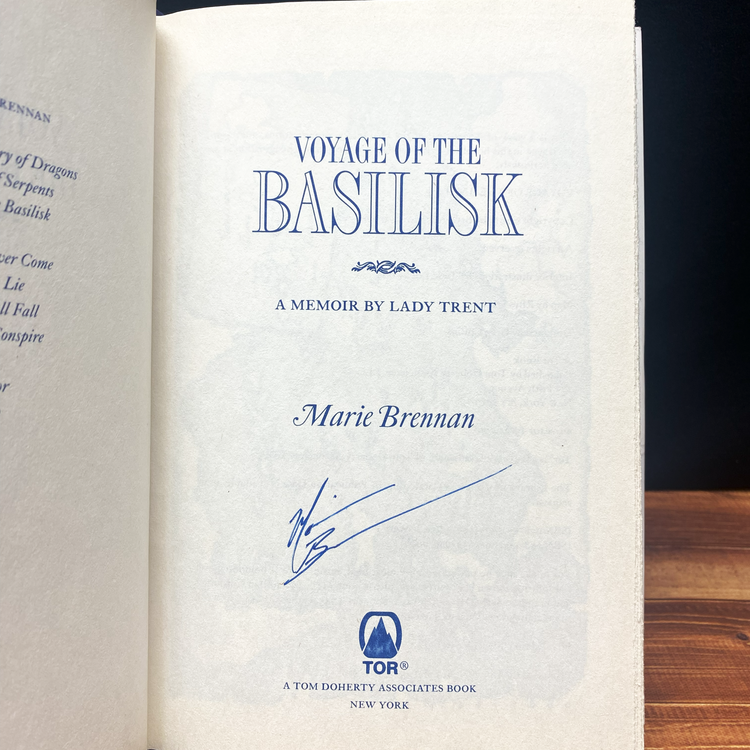 RENNAN
ry of Dragons
f Serpents
Basilisk
ver Come
Lie
ll Fall
onspire
or
VOYAGE OF THE
BASILISK
A MEMOIR BY LADY TRENT
Marie Brennan
TOR®
A TOM DOHERTY ASSOCIATES BOOK
NEW YORK